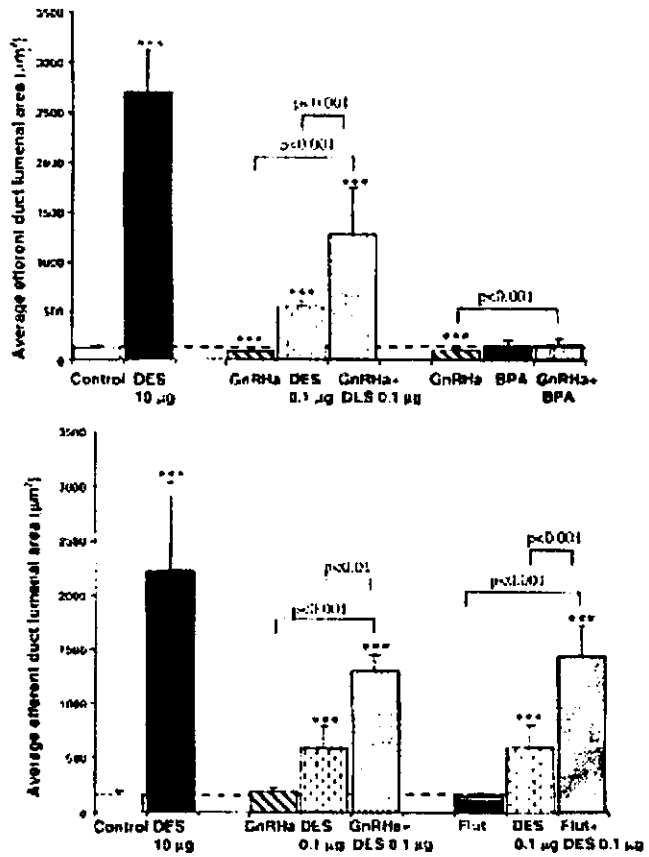 Average efferent duct lumenal area (µm²)
3500
3000
2500
2000
1500
1000
500
0
***
p<0.001
p<0.001
***
***
***
p<0.001
***
Control DES GnRHa DES GnRHa+ GnRHa BPA GnRHa+
10 µg 0.1 µg DES 0.1 µg BPA
Average efferent duct lumenal area (µm²)
3500
3000
2500
2000
1500
1000
500
0
***
p<0.01
p<0.001
***
***
p<0.001
p<0.001
***
***
Control DES GnRHa DES GnRHa+ Flut DES Flut+
10 µg 0.1 µg DES 0.1 µg 0.1 µg DES 0.1 µg